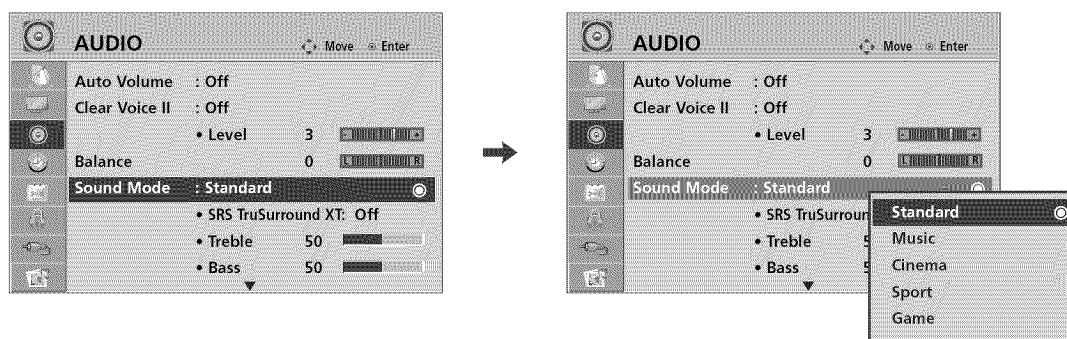 AUDIO Move Enter
Auto Volume : Off
Clear Voice II : Off
• Level 3 - +
Balance 0 L R
Sound Mode : Standard
• SRS TruSurround XT: Off
• Treble 50
• Bass 50
AUDIO Move Enter
Auto Volume : Off
Clear Voice II : Off
• Level 3 - +
Balance 0 L R
Sound Mode : Standard
• SRS TruSurroun
• Treble 5
• Bass 5
Standard
Music
Cinema
Sport
Game